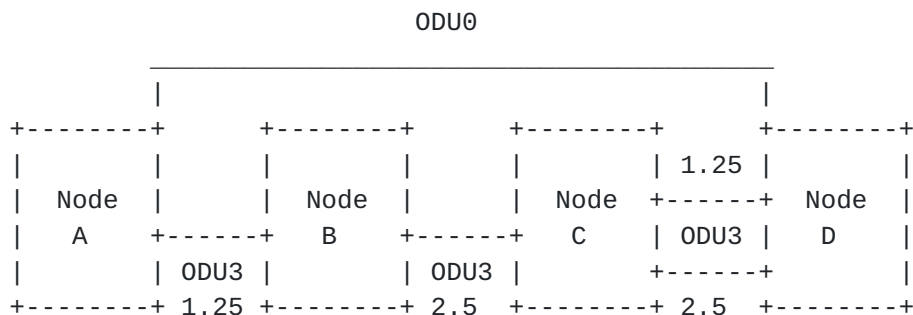 ODU0
1.25
Node Node Node Node
A B C ODU3 D
ODU3 ODU3
1.25 2.5 2.5